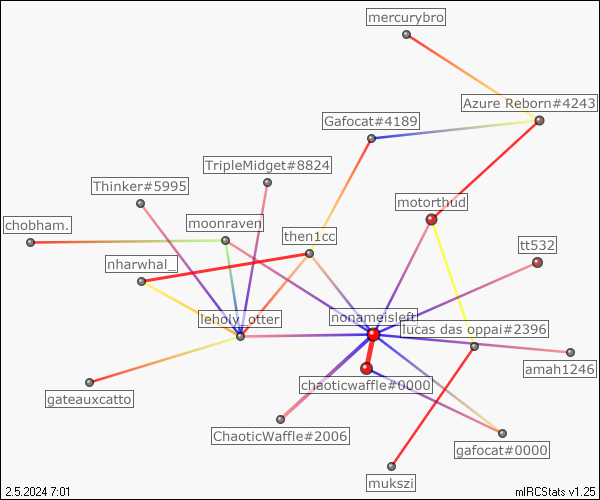 mercurybro
Azure Reborn#4243
Gafocat#4189
TripleMidget#8824
Thinker#5995
motorthud
moonraven
chobham.
then1cc
tt532
nharwhal_
nonameisleft
leholy_otter
lucas das oppai#2396
amah1246
chaoticwaffle#0000
gateauxcatto
ChaoticWaffle#2006
gafocat#0000
mukszi
2.5.2024 7:01
mIRCStats v1.25